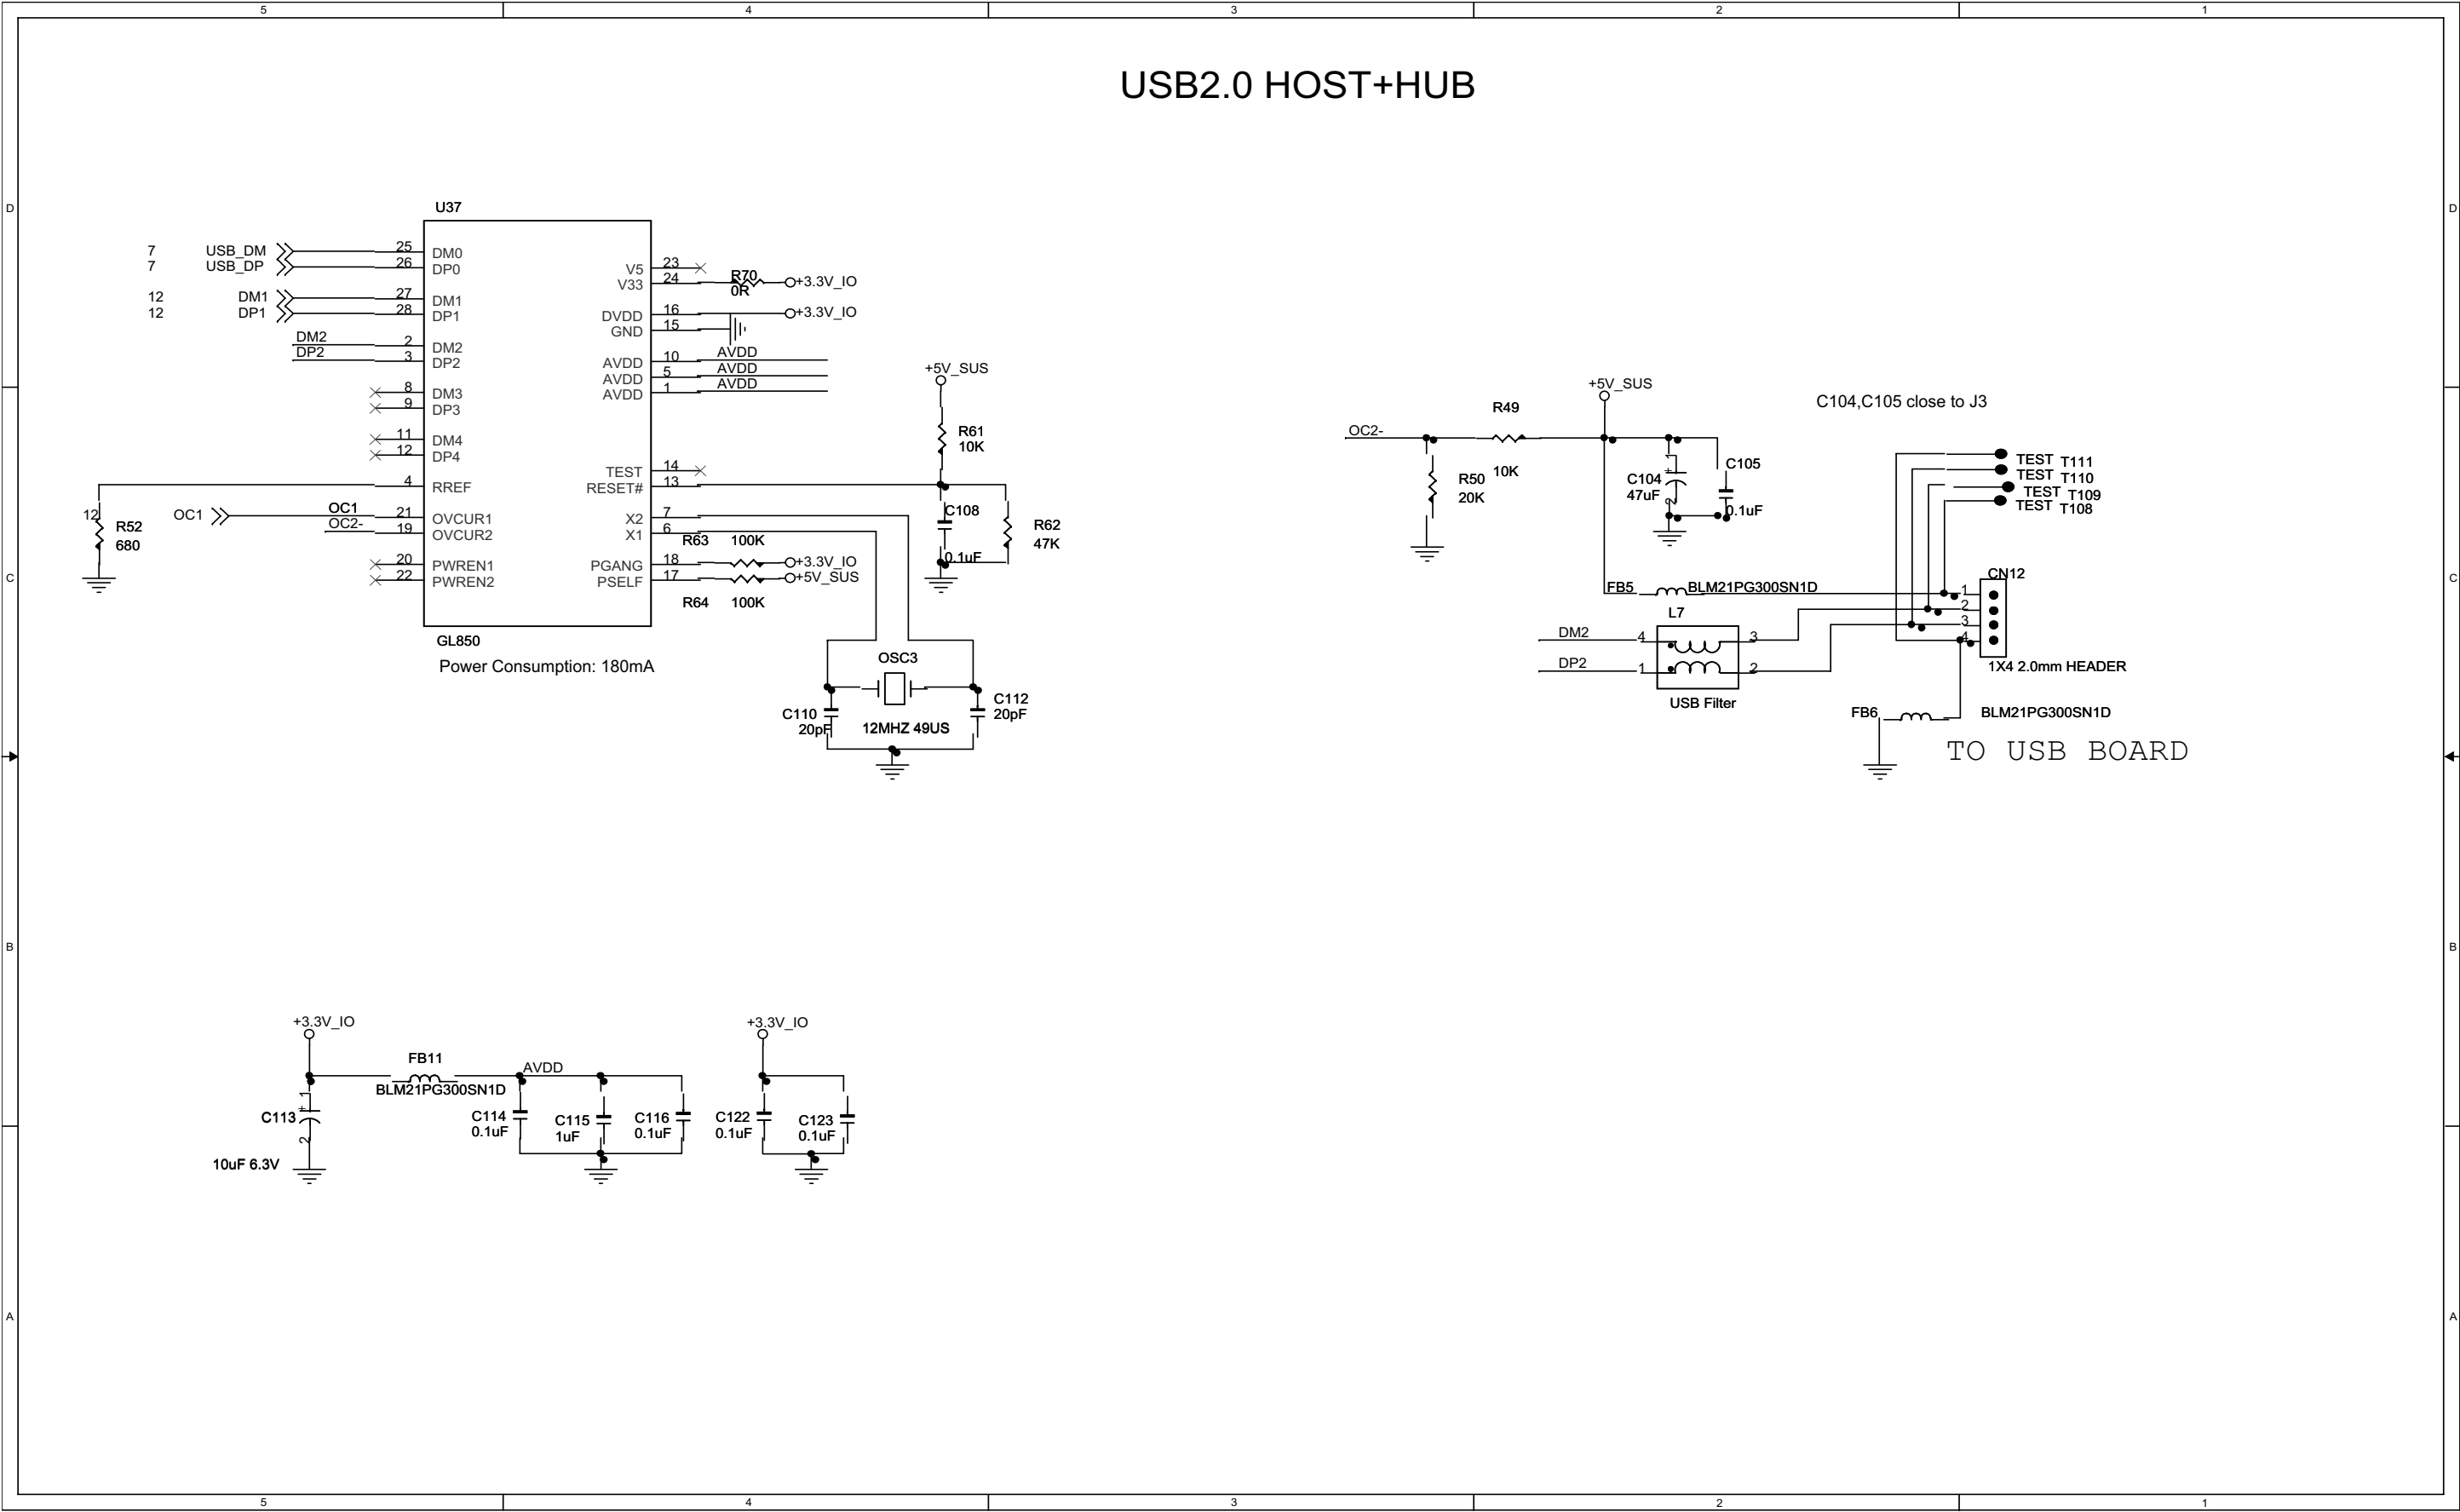 5 4 3 2 1
USB2.0 HOST+HUB
D D
U37
7 USB_DM 25 DM0
7 USB_DP 26 DP0
12 DM1 27 DM1
12 DP1 28 DP1
DM2 2 DM2
DP2 3 DP2
8 DM3
9 DP3
11 DM4
12 DP4
4 RREF
12 OC1 OC1 21 OVCUR1
OC2- 19 OVCUR2
20 PWREN1
22 PWREN2
R52
680
V5 23
V33 24 R70 +3.3V_IO
0R
DVDD 16 +3.3V_IO
GND 15
AVDD 10 AVDD
AVDD 5 AVDD
AVDD 1 AVDD
TEST 14
RESET# 13
X2 7
X1 6
R63 100K
PGANG 18 +3.3V_IO
PSELF 17 +5V_SUS
R64 100K
GL850
Power Consumption: 180mA
+5V_SUS
R61
10K
C108
0.1uF
R62
47K
OSC3
C110
20pF
12MHZ 49US
C112
20pF
+5V_SUS
OC2-
R49
10K
R50
20K
1
+
C104
47uF
2
C105
0.1uF
C104,C105 close to J3
TEST T111
TEST T110
TEST T109
TEST T108
C C
FB5 BLM21PG300SN1D
CN12
1
2
3
4
1X4 2.0mm HEADER
L7
DM2 4 3
DP2 1 2
USB Filter
FB6 BLM21PG300SN1D
TO USB BOARD
B B
+3.3V_IO
FB11
BLM21PG300SN1D
AVDD
1
+
C113
2
10uF 6.3V
C114
0.1uF
C115
1uF
C116
0.1uF
+3.3V_IO
C122
0.1uF
C123
0.1uF
A A
5 4 3 2 1